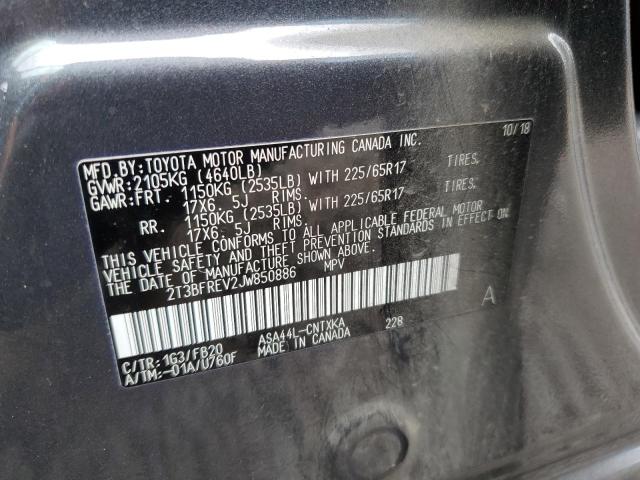 MFD.BY:TOYOTA MOTOR MANUFACTURING CANADA INC. 10/18
GVWR:2105KG (4640LB)
GAWR:FRT. 1150KG (2535LB) WITH 225/65R17 TIRES.
17X6. 5J RIMS.
RR. 1150KG (2535LB) WITH 225/65R17 TIRES.
17X6. 5J RIMS.
THIS VEHICLE CONFORMS TO ALL APPLICABLE FEDERAL MOTOR
VEHICLE SAFETY AND THEFT PREVENTION STANDARDS IN EFFECT ON
THE DATE OF MANUFACTURE SHOWN ABOVE.
2T3BFREV2JW850886 MPV
A
C/TR: 1G3/FB20 ASA44L-CNTXKA 228
A/TM:-01A/U760F MADE IN CANADA